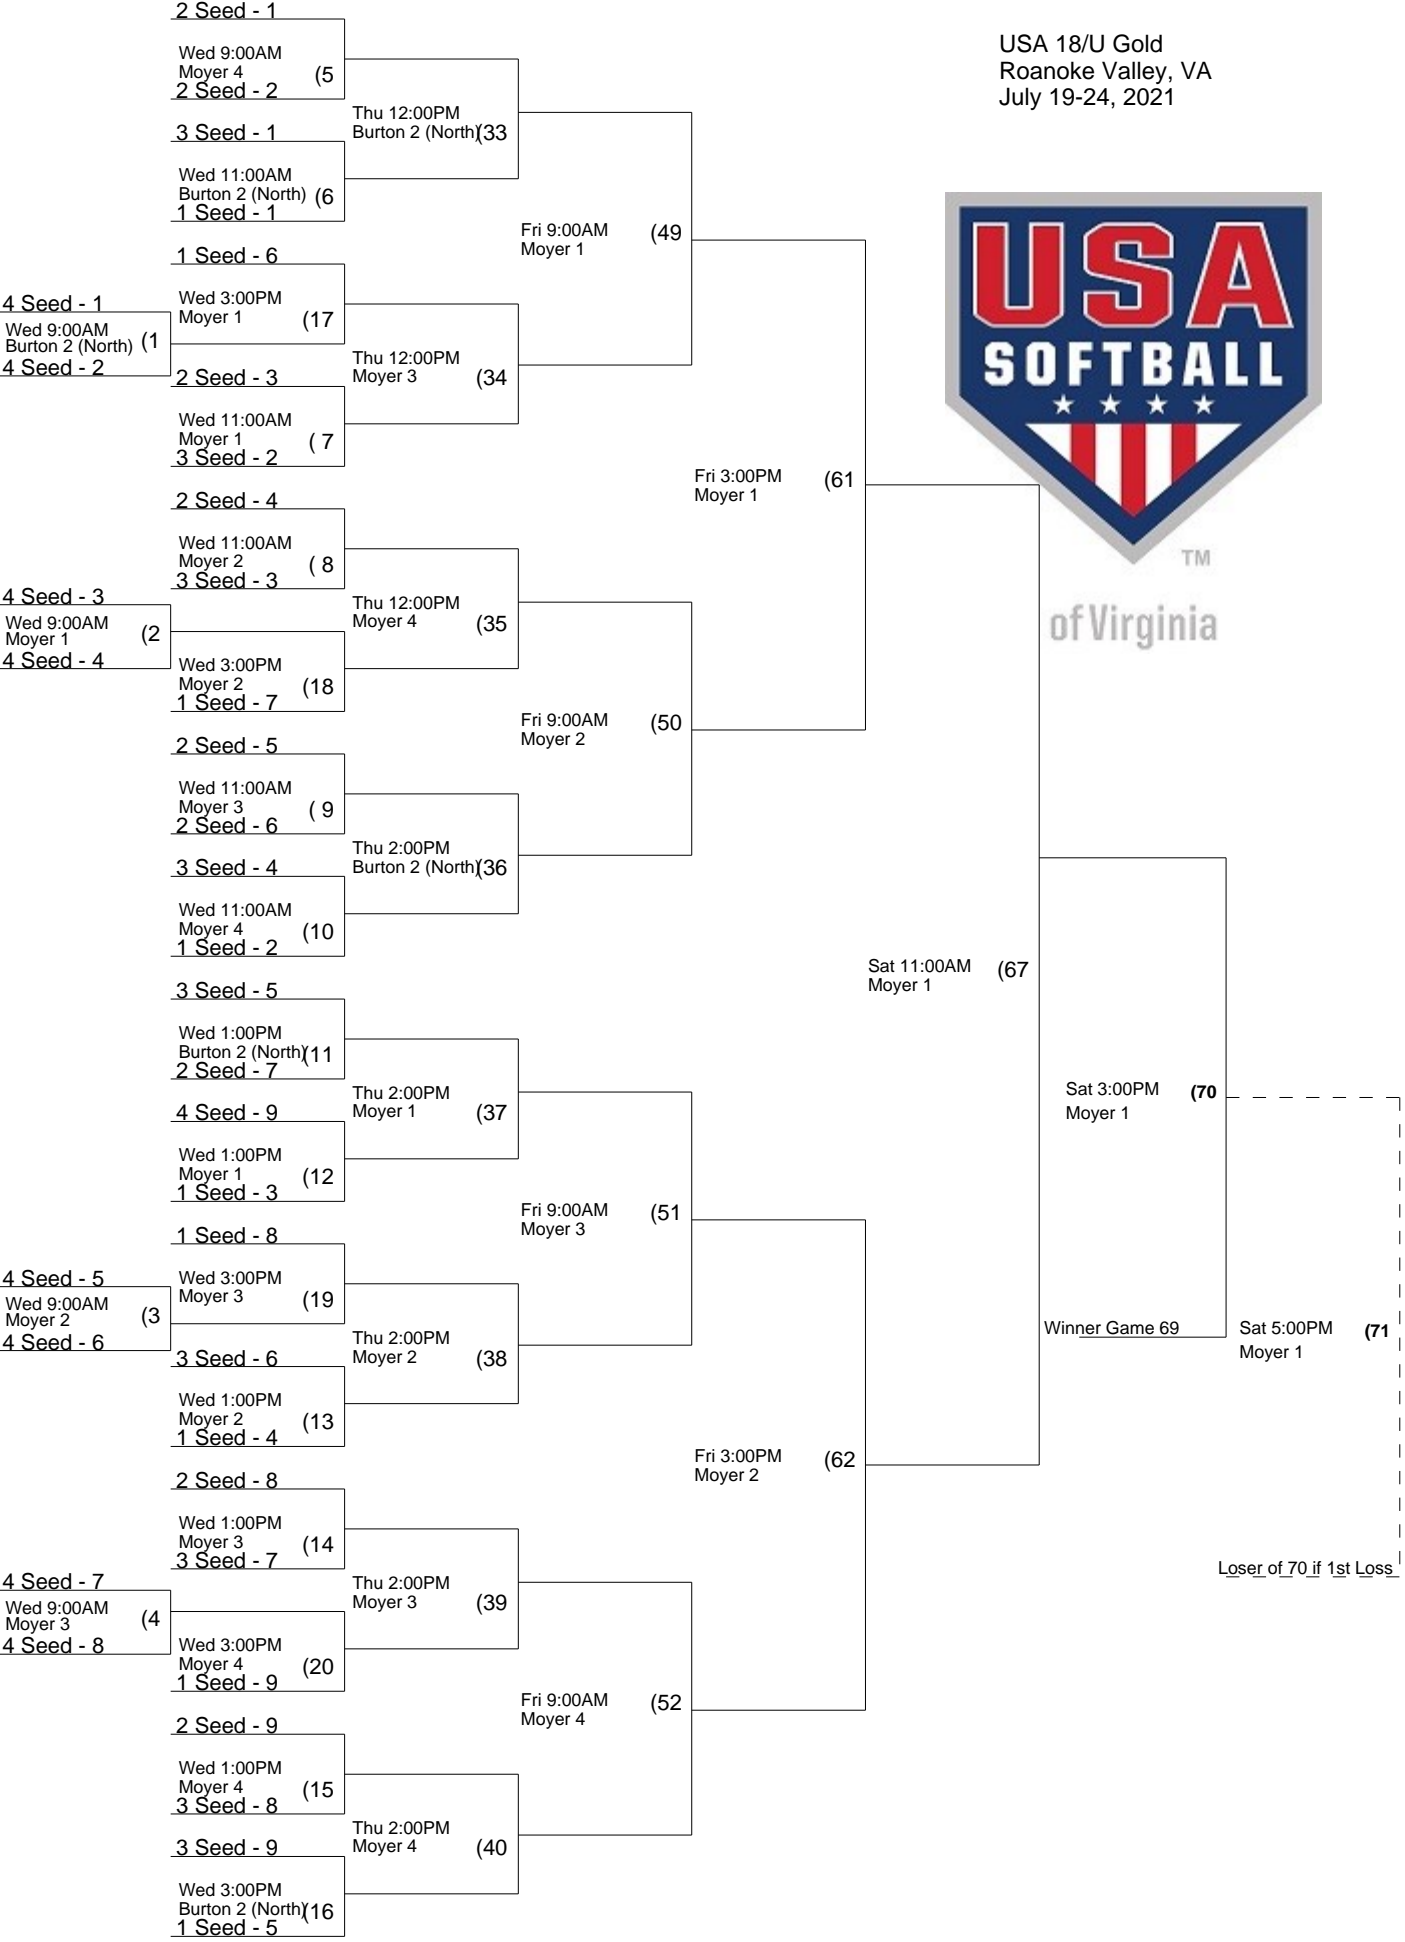 2 Seed - 1
Wed 9:00AM
Moyer 4
(5
2 Seed - 2
Thu 12:00PM
Burton 2 (North)
(33
3 Seed - 1
Wed 11:00AM
Burton 2 (North)
(6
1 Seed - 1
Fri 9:00AM
Moyer 1
(49
1 Seed - 6
4 Seed - 1
Wed 9:00AM
Burton 2 (North)
(1
4 Seed - 2
Wed 3:00PM
Moyer 1
(17
Thu 12:00PM
Moyer 3
(34
2 Seed - 3
Wed 11:00AM
Moyer 1
( 7
3 Seed - 2
Fri 3:00PM
Moyer 1
(61
2 Seed - 4
Wed 11:00AM
Moyer 2
( 8
3 Seed - 3
4 Seed - 3
Wed 9:00AM
Moyer 1
(2
4 Seed - 4
Thu 12:00PM
Moyer 4
(35
Wed 3:00PM
Moyer 2
(18
1 Seed - 7
Fri 9:00AM
Moyer 2
(50
2 Seed - 5
Wed 11:00AM
Moyer 3
( 9
2 Seed - 6
Thu 2:00PM
Burton 2 (North)
(36
3 Seed - 4
Wed 11:00AM
Moyer 4
(10
1 Seed - 2
Sat 11:00AM
Moyer 1
(67
3 Seed - 5
Wed 1:00PM
Burton 2 (North)
(11
2 Seed - 7
Thu 2:00PM
Moyer 1
(37
4 Seed - 9
Wed 1:00PM
Moyer 1
(12
1 Seed - 3
Fri 9:00AM
Moyer 3
(51
1 Seed - 8
4 Seed - 5
Wed 9:00AM
Moyer 2
(3
4 Seed - 6
Wed 3:00PM
Moyer 3
(19
Thu 2:00PM
Moyer 2
(38
3 Seed - 6
Wed 1:00PM
Moyer 2
(13
1 Seed - 4
Fri 3:00PM
Moyer 2
(62
2 Seed - 8
Wed 1:00PM
Moyer 3
(14
3 Seed - 7
4 Seed - 7
Wed 9:00AM
Moyer 3
(4
4 Seed - 8
Thu 2:00PM
Moyer 3
(39
Wed 3:00PM
Moyer 4
(20
1 Seed - 9
Fri 9:00AM
Moyer 4
(52
2 Seed - 9
Wed 1:00PM
Moyer 4
(15
3 Seed - 8
Thu 2:00PM
Moyer 4
(40
3 Seed - 9
Wed 3:00PM
Burton 2 (North)
(16
1 Seed - 5
USA 18/U Gold
Roanoke Valley, VA
July 19-24, 2021
USA
SOFTBALL
TM
of Virginia
Sat 3:00PM
Moyer 1
(70
Winner Game 69
Sat 5:00PM
Moyer 1
(71
Loser of 70 if 1st Loss